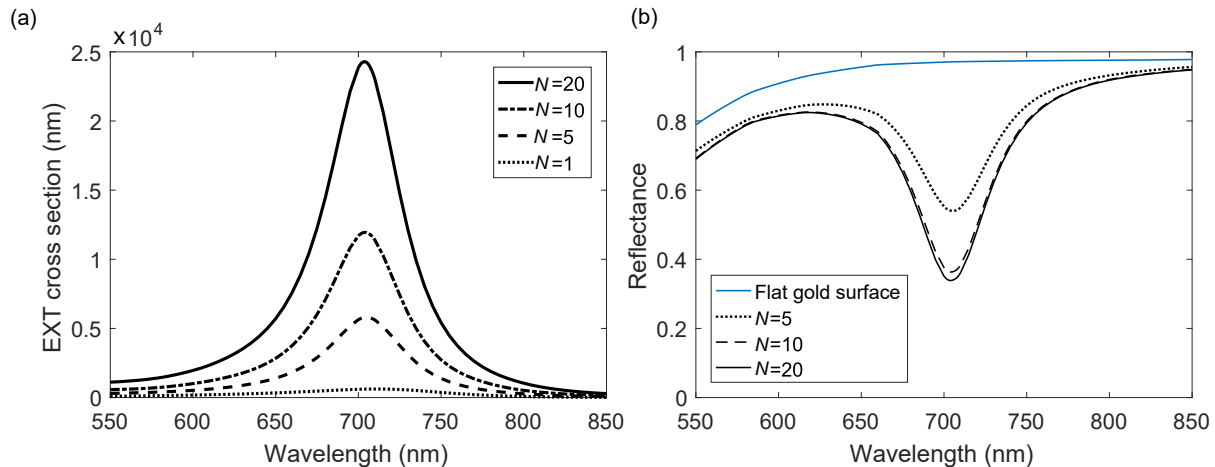 (a)
×10⁴
2.5
2
1.5
1
0.5
0
EXT cross section (nm)
550 600 650 700 750 800 850
Wavelength (nm)
N=20
N=10
N=5
N=1
(b)
1
0.8
0.6
0.4
0.2
0
Reflectance
550 600 650 700 750 800 850
Wavelength (nm)
Flat gold surface
N=5
N=10
N=20